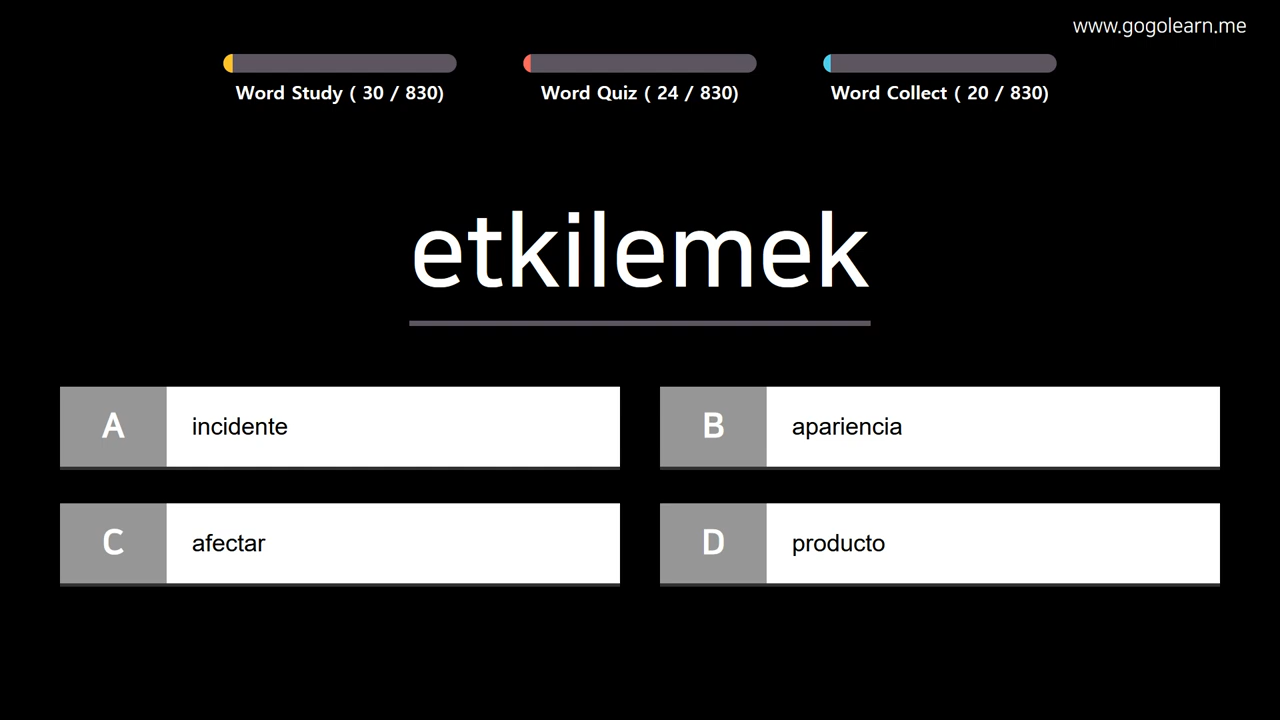 www.gogolearn.me
Word Study ( 30 / 830)
Word Quiz ( 24 / 830)
Word Collect ( 20 / 830)
etkilemek
A incidente
B apariencia
C afectar
D producto